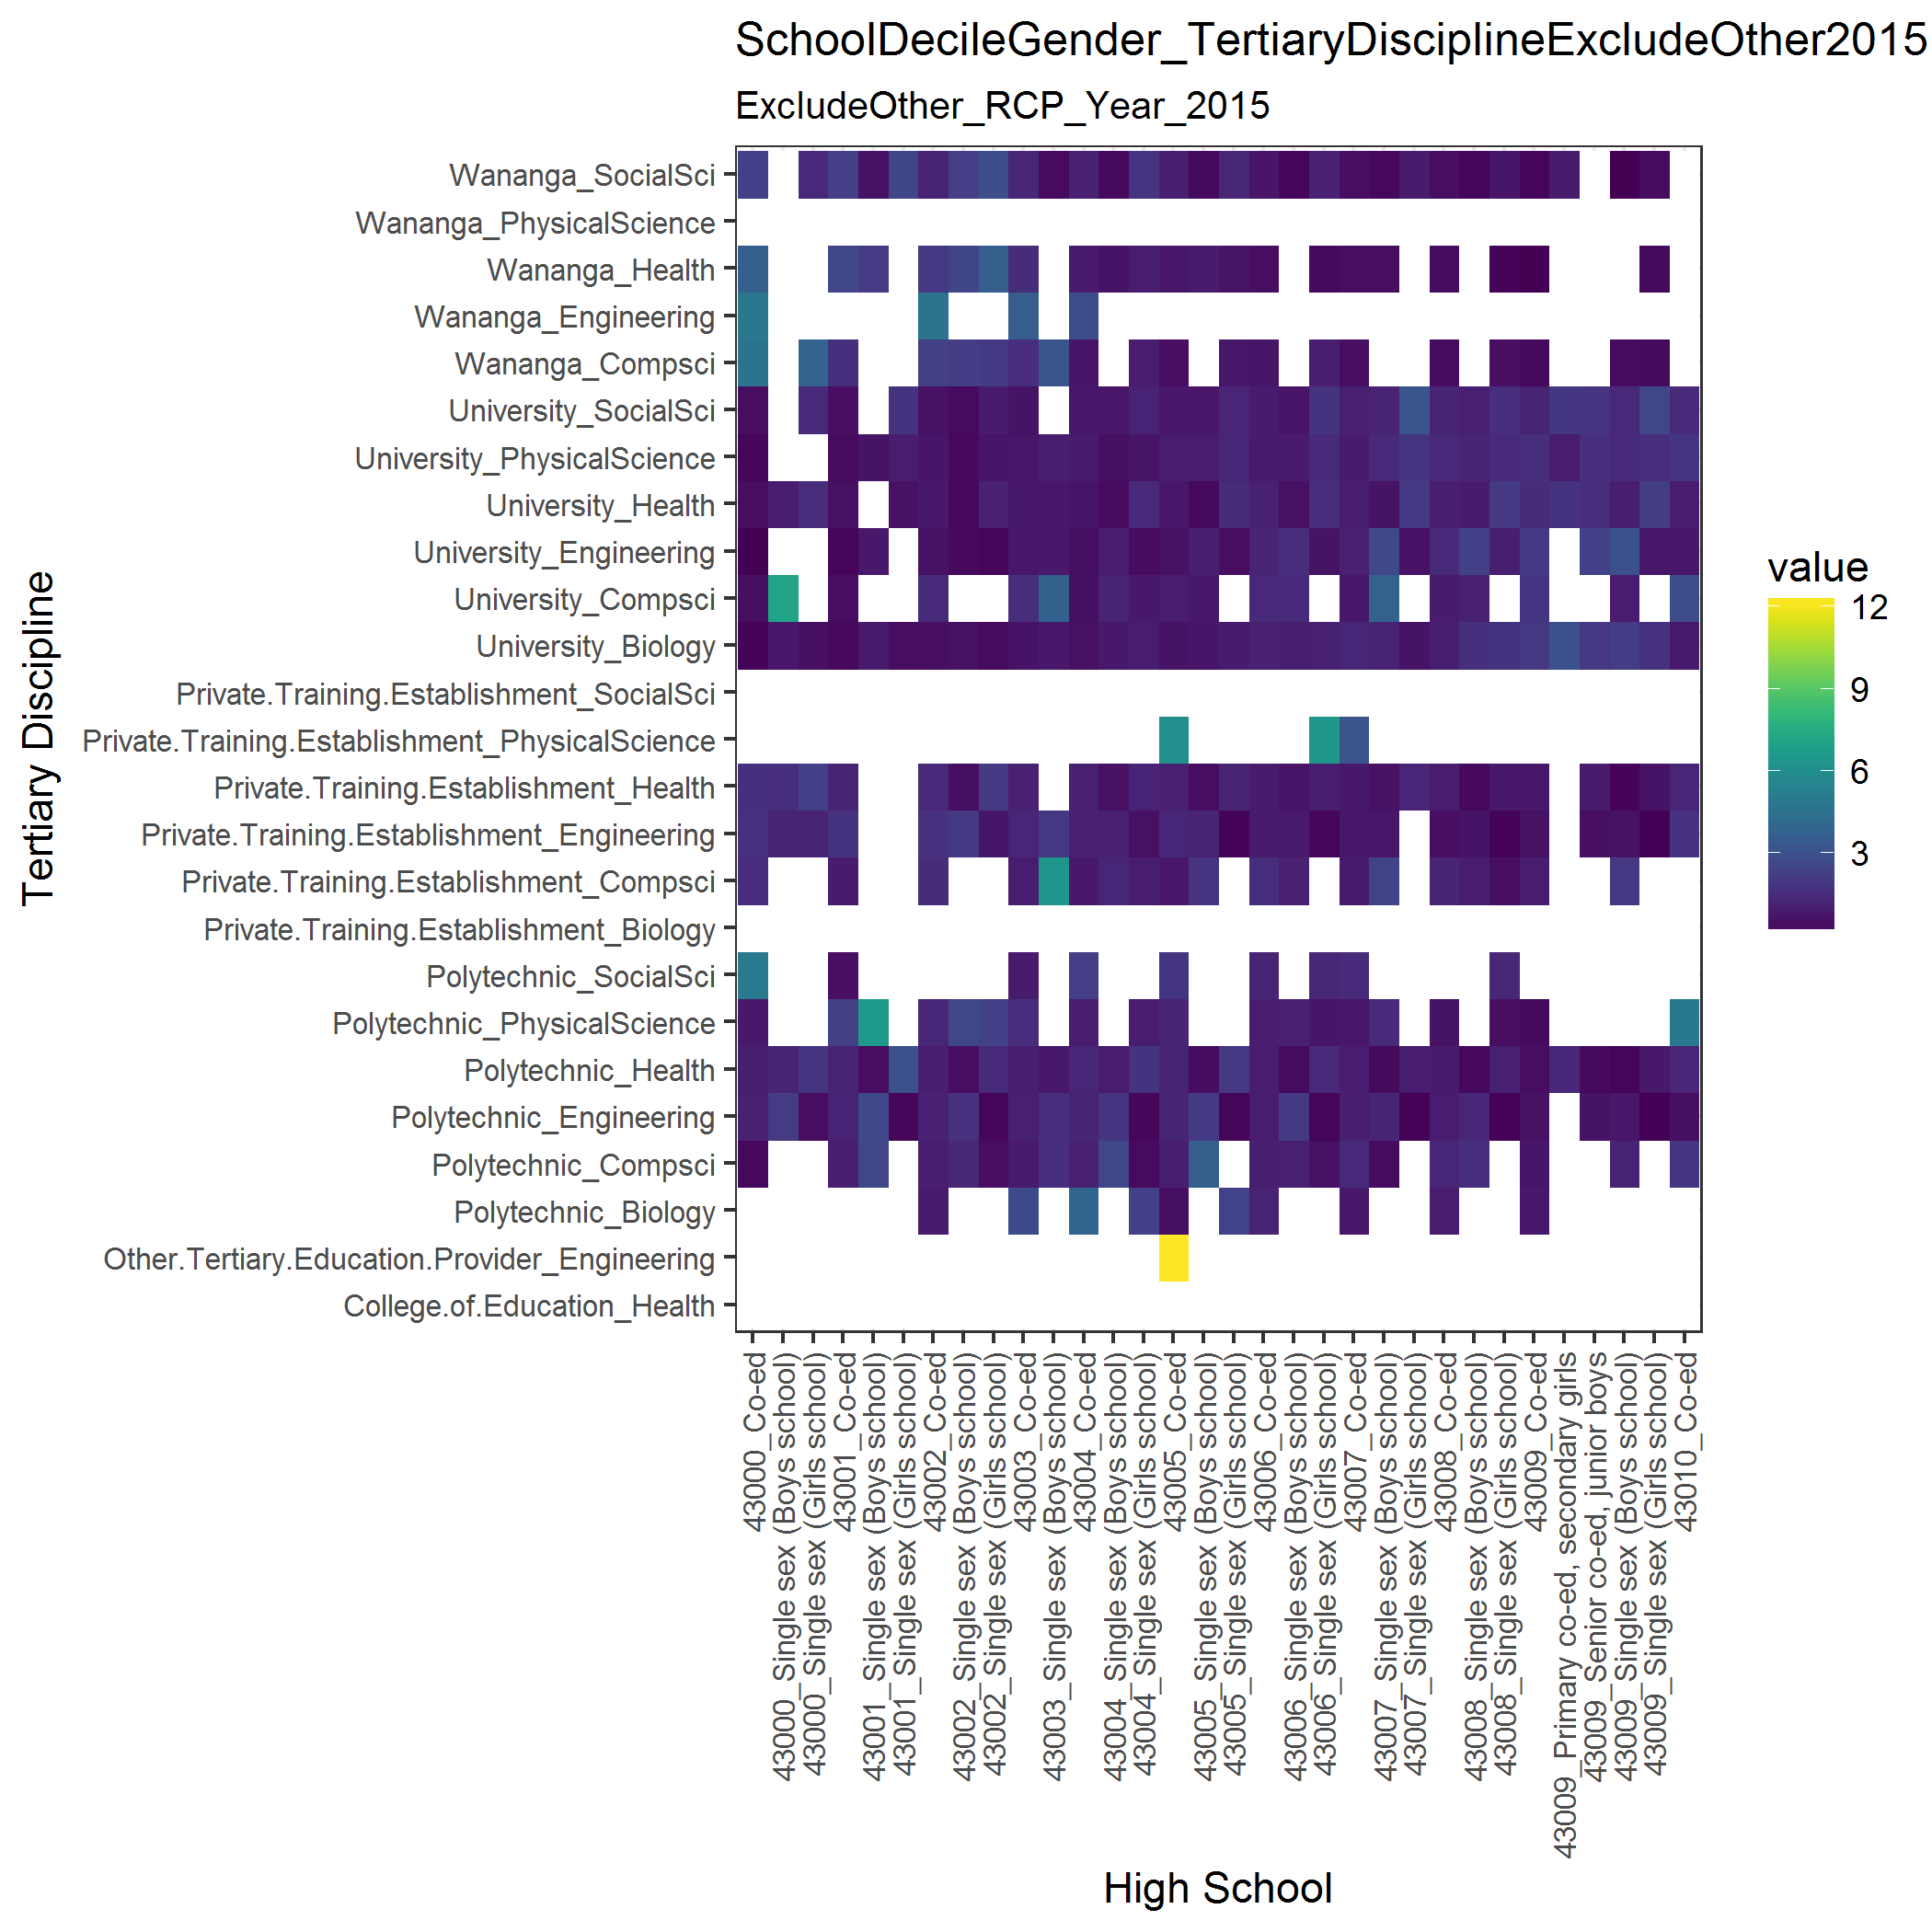 SchoolDecileGender_TertiaryDisciplineExcludeOther2015
ExcludeOther_RCP_Year_2015
Tertiary Discipline
Wananga_SocialSci
Wananga_PhysicalScience
Wananga_Health
Wananga_Engineering
Wananga_Compsci
University_SocialSci
University_PhysicalScience
University_Health
University_Engineering
University_Compsci
University_Biology
Private.Training.Establishment_SocialSci
Private.Training.Establishment_PhysicalScience
Private.Training.Establishment_Health
Private.Training.Establishment_Engineering
Private.Training.Establishment_Compsci
Private.Training.Establishment_Biology
Polytechnic_SocialSci
Polytechnic_PhysicalScience
Polytechnic_Health
Polytechnic_Engineering
Polytechnic_Compsci
Polytechnic_Biology
Other.Tertiary.Education.Provider_Engineering
College.of.Education_Health
43000_Co-ed
43000_Single sex (Boys school)
43000_Single sex (Girls school)
43001_Co-ed
43001_Single sex (Boys school)
43001_Single sex (Girls school)
43002_Co-ed
43002_Single sex (Boys school)
43002_Single sex (Girls school)
43003_Co-ed
43003_Single sex (Boys school)
43004_Co-ed
43004_Single sex (Boys school)
43004_Single sex (Girls school)
43005_Co-ed
43005_Single sex (Boys school)
43005_Single sex (Girls school)
43006_Co-ed
43006_Single sex (Boys school)
43006_Single sex (Girls school)
43007_Co-ed
43007_Single sex (Boys school)
43007_Single sex (Girls school)
43008_Co-ed
43008_Single sex (Boys school)
43008_Single sex (Girls school)
43009_Co-ed
43009_Primary co-ed, secondary girls
43009_Senior co-ed, junior boys
43009_Single sex (Boys school)
43009_Single sex (Girls school)
43010_Co-ed
High School
value
12
9
6
3